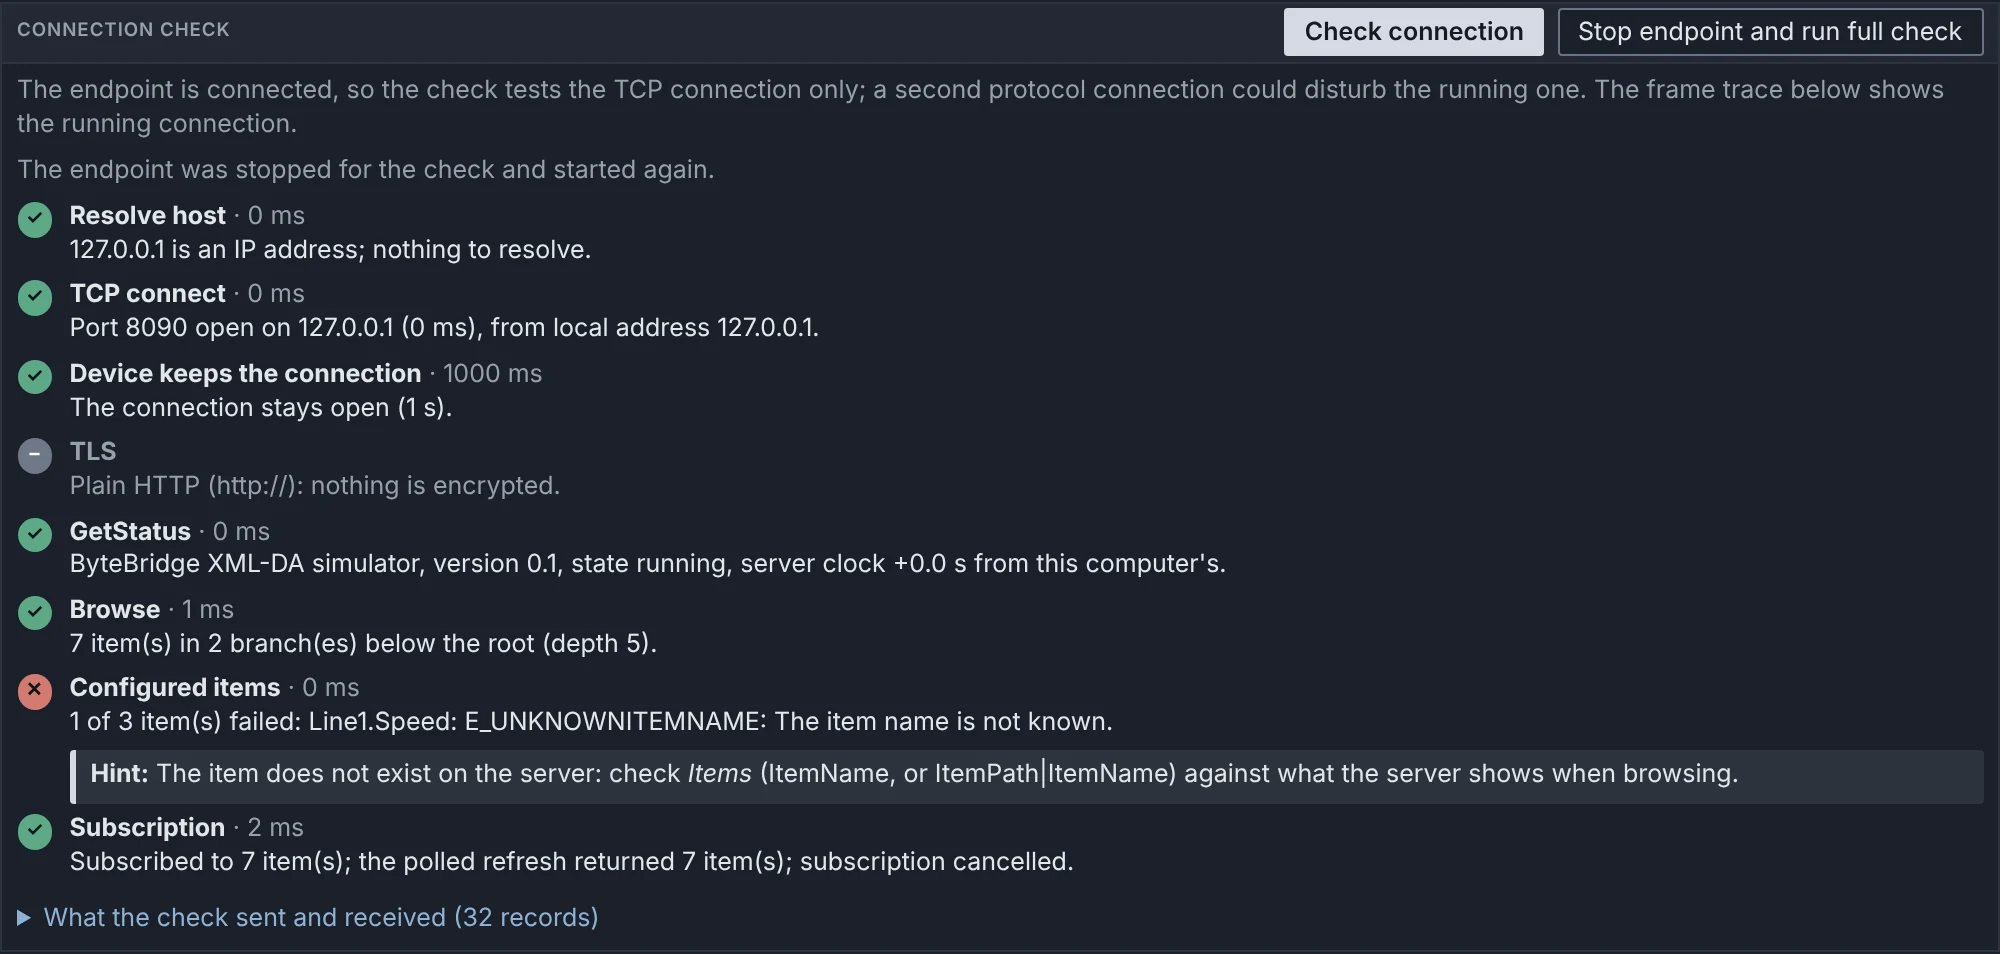 CONNECTION CHECK
Check connection
Stop endpoint and run full check
The endpoint is connected, so the check tests the TCP connection only; a second protocol connection could disturb the running one. The frame trace below shows
the running connection.
The endpoint was stopped for the check and started again.
Resolve host · 0 ms
127.0.0.1 is an IP address; nothing to resolve.
TCP connect · 0 ms
Port 8090 open on 127.0.0.1 (0 ms), from local address 127.0.0.1.
Device keeps the connection · 1000 ms
The connection stays open (1 s).
TLS
Plain HTTP (http://): nothing is encrypted.
GetStatus · 0 ms
ByteBridge XML-DA simulator, version 0.1, state running, server clock +0.0 s from this computer's.
Browse · 1 ms
7 item(s) in 2 branch(es) below the root (depth 5).
Configured items · 0 ms
1 of 3 item(s) failed: Line1.Speed: E_UNKNOWNITEMNAME: The item name is not known.
Hint: The item does not exist on the server: check Items (ItemName, or ItemPath|ItemName) against what the server shows when browsing.
Subscription · 2 ms
Subscribed to 7 item(s); the polled refresh returned 7 item(s); subscription cancelled.
What the check sent and received (32 records)